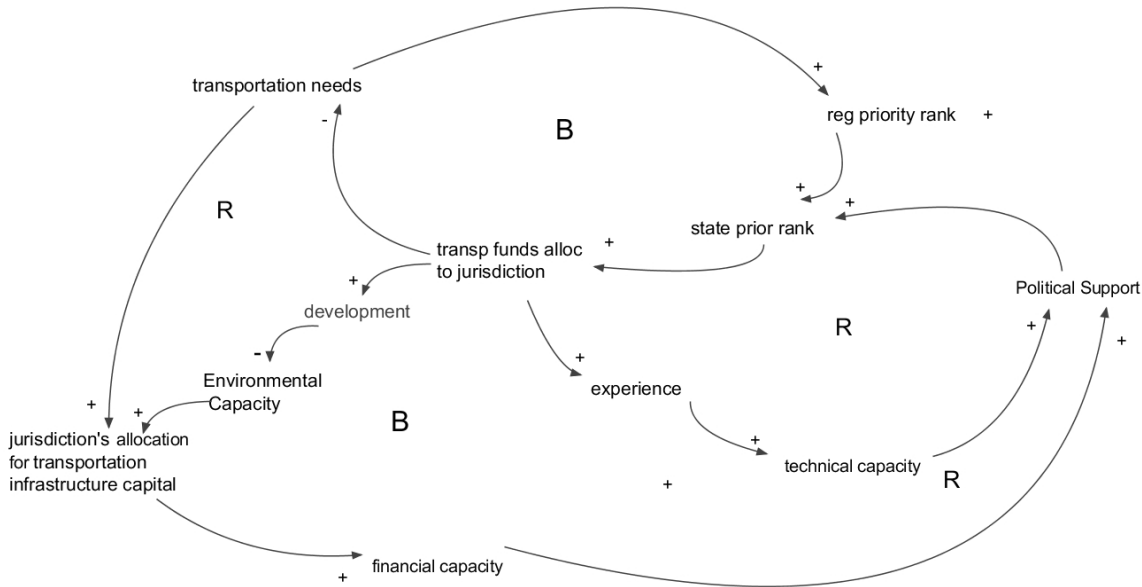 transportation needs
+
reg priority rank +
-
B
R
+
+
state prior rank
+
transp funds alloc
to jurisdiction
+
development
Political Support
R
+
+
-
+
Environmental
Capacity
experience
+
+
B
jurisdiction's allocation
for transportation
infrastructure capital
+
technical capacity
R
+
financial capacity
+